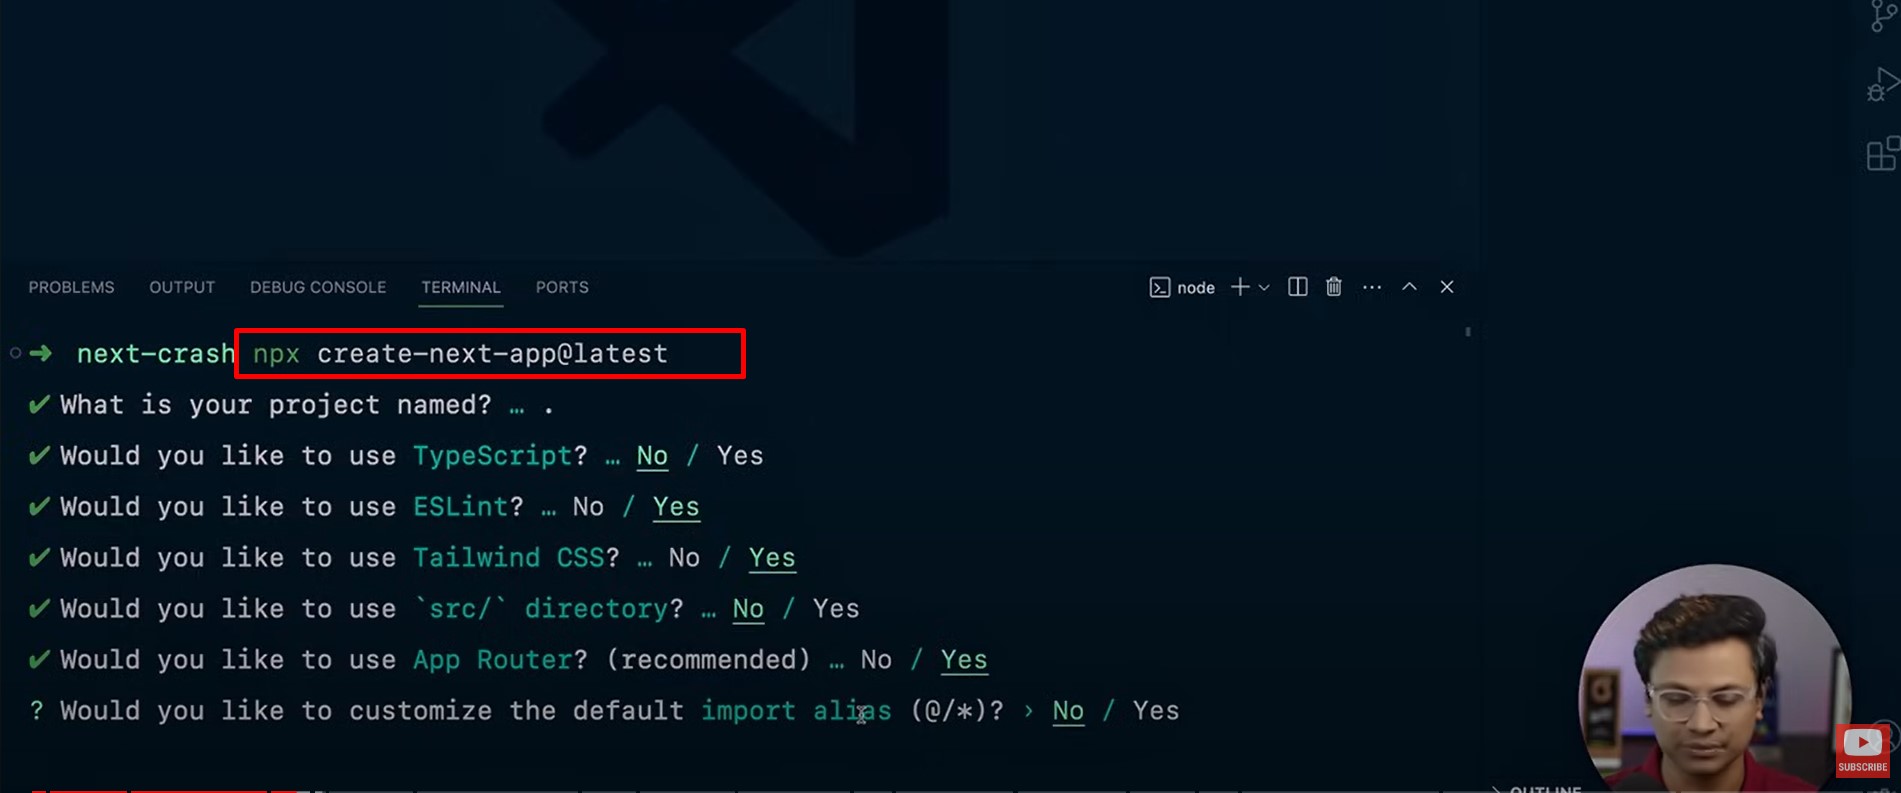 PROBLEMS OUTPUT DEBUG CONSOLE TERMINAL PORTS node
next-crash npx create-next-app@latest
✔ What is your project named? … .
✔ Would you like to use TypeScript? … No / Yes
✔ Would you like to use ESLint? … No / Yes
✔ Would you like to use Tailwind CSS? … No / Yes
✔ Would you like to use `src/` directory? … No / Yes
✔ Would you like to use App Router? (recommended) … No / Yes
? Would you like to customize the default import alias (@/*)? › No / Yes
SUBSCRIBE
OUTLINE